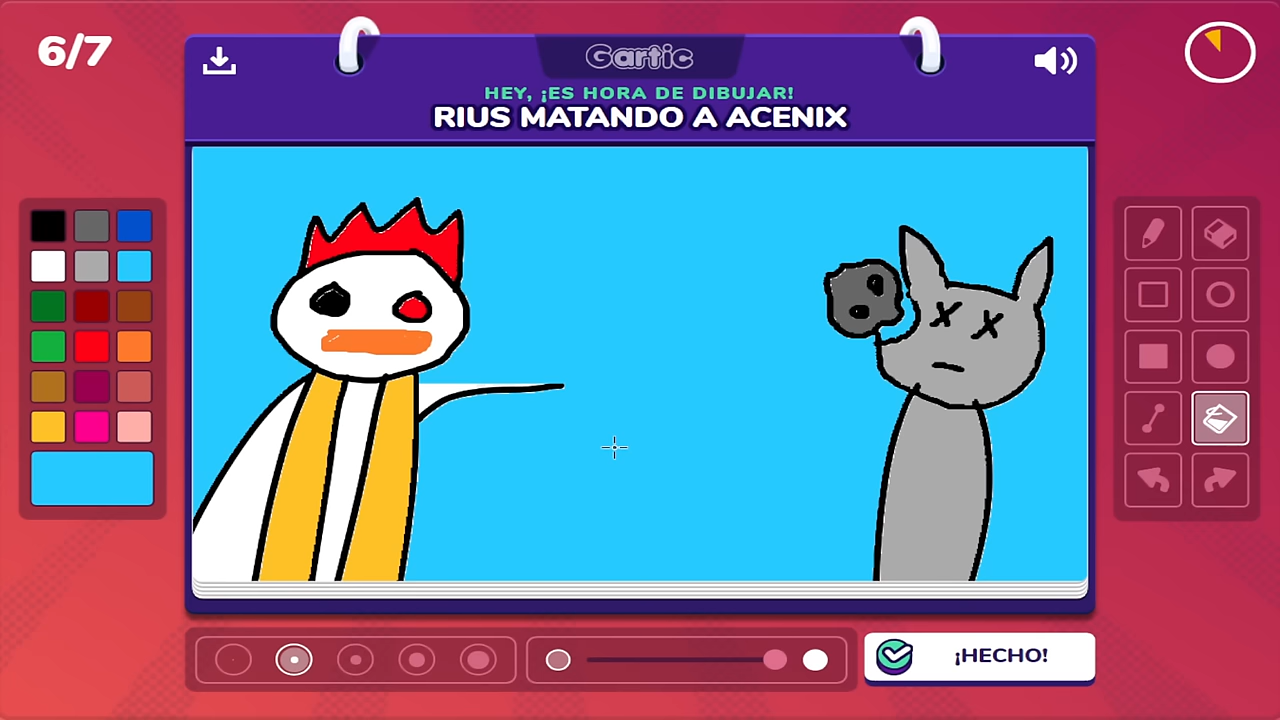 6/7
Gartic
HEY, ¡ES HORA DE DIBUJAR!
RIUS MATANDO A ACENIX
¡HECHO!